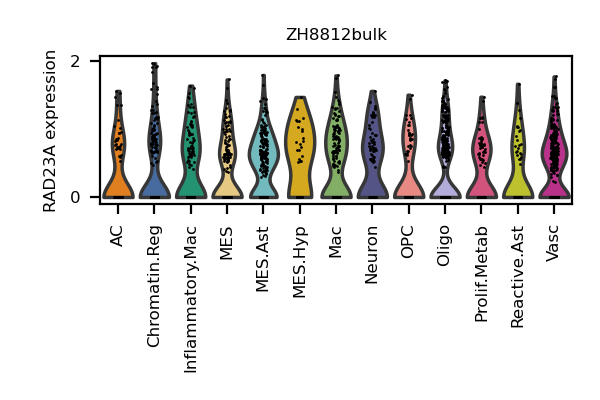 ZH8812bulk
RAD23A expression
2
0
AC
Chromatin.Reg
Inflammatory.Mac
MES
MES.Ast
MES.Hyp
Mac
Neuron
OPC
Oligo
Prolif.Metab
Reactive.Ast
Vasc